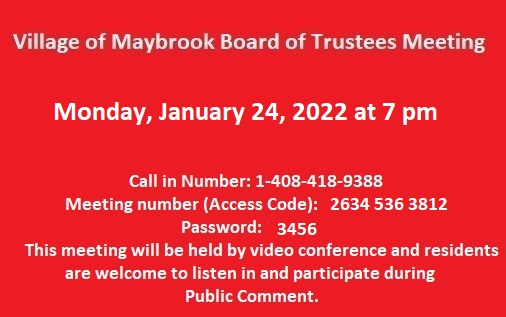 Village of Maybrook Board of Trustees Meeting
Monday, January 24, 2022 at 7 pm
Call in Number: 1-408-418-9388
Meeting number (Access Code): 2634 536 3812
Password: 3456
This meeting will be held by video conference and residents
are welcome to listen in and participate during
Public Comment.